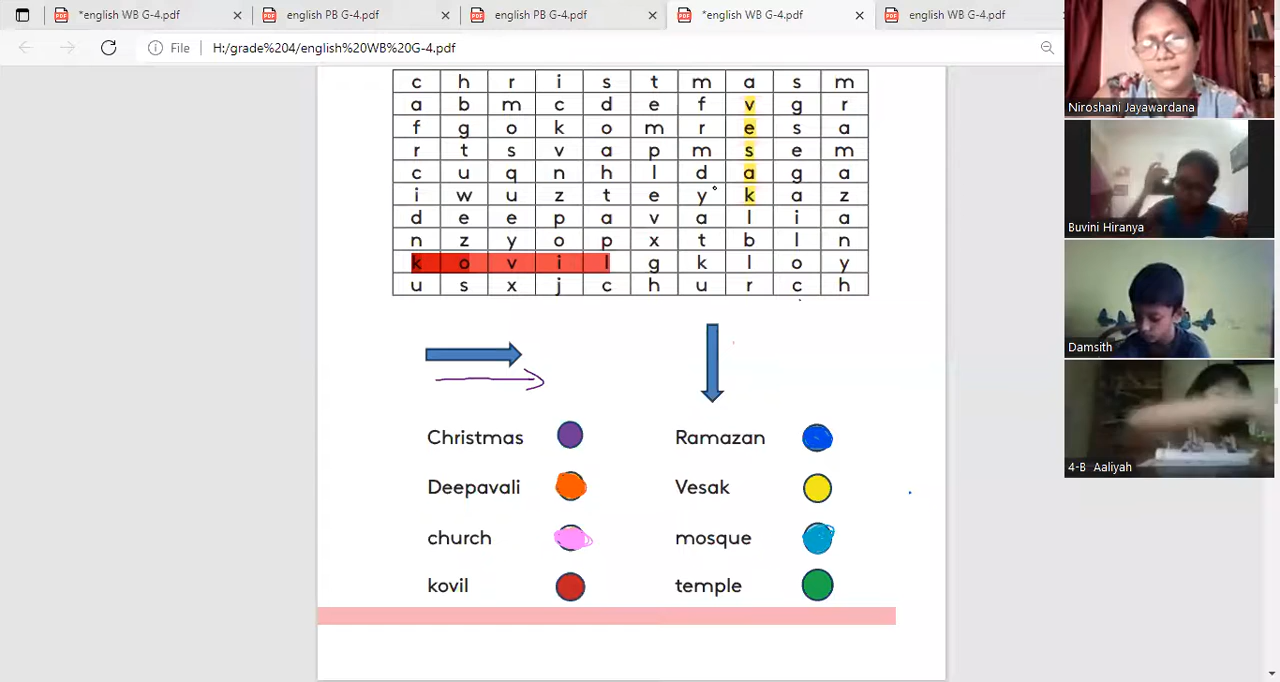 *english WB G-4.pdf
english PB G-4.pdf
english PB G-4.pdf
*english WB G-4.pdf
english WB G-4.pdf
File | H:/grade%204/english%20WB%20G-4.pdf
c h r i s t m a s m
a b m c d e f v g r
f g o k o m r e s a
r t s v a p m s e m
c u q n h l d a g a
i w u z t e y k a z
d e e p a v a l i a
n z y o p x t b l n
k o v i l g k l o y
u s x j c h u r c h
Christmas
Ramazan
Deepavali
Vesak
church
mosque
kovil
temple
Niroshani Jayawardana
Buvini Hiranya
Damsith
4-B Aaliyah